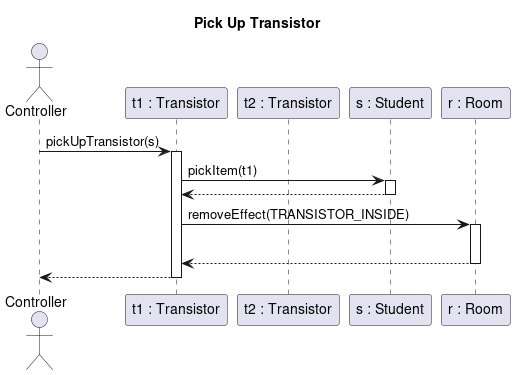 Pick Up Transistor
Controller
t1 : Transistor
t2 : Transistor
s : Student
r : Room
pickUpTransistor(s)
pickItem(t1)
removeEffect(TRANSISTOR_INSIDE)
Controller
t1 : Transistor
t2 : Transistor
s : Student
r : Room